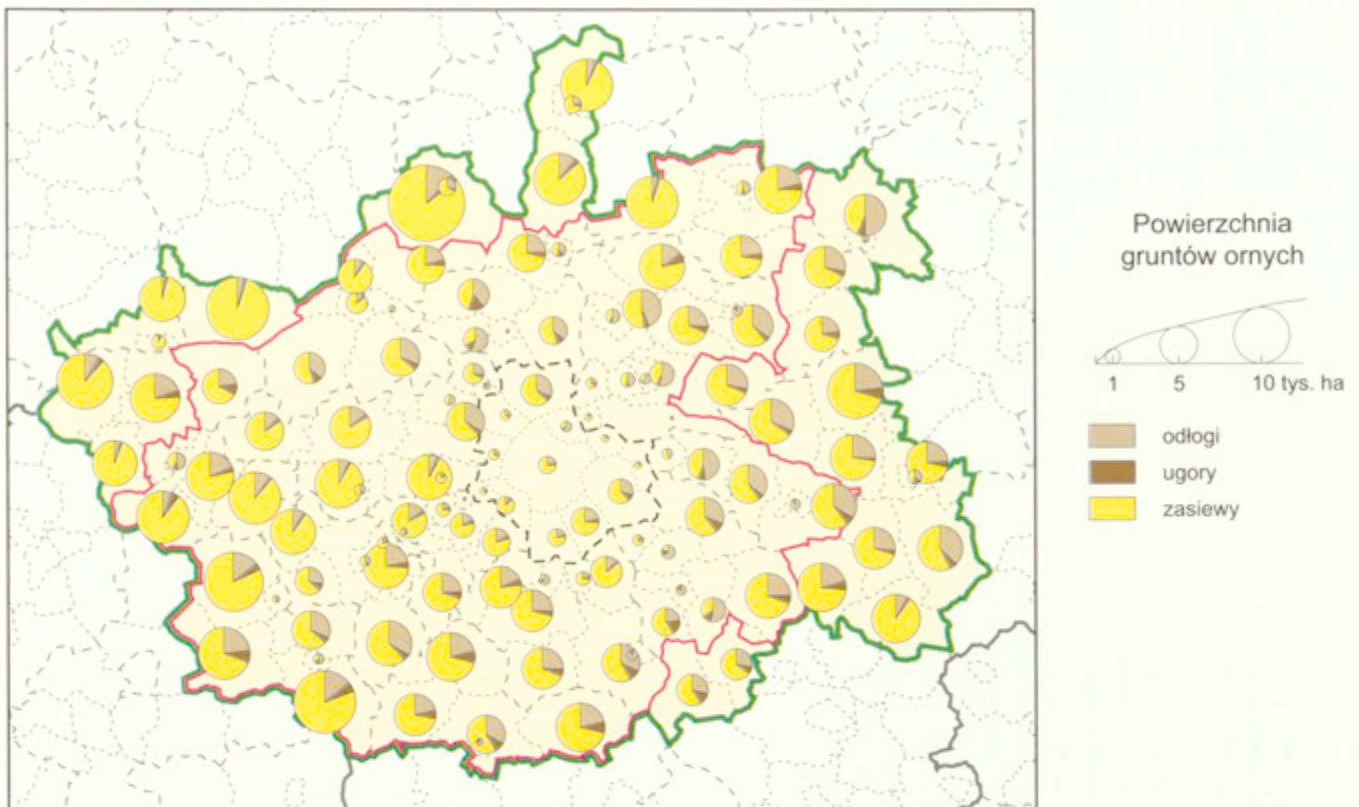 Powierzchnia
gruntów ornych
1 5 10 tys. ha
odłogi
ugory
zasiewy